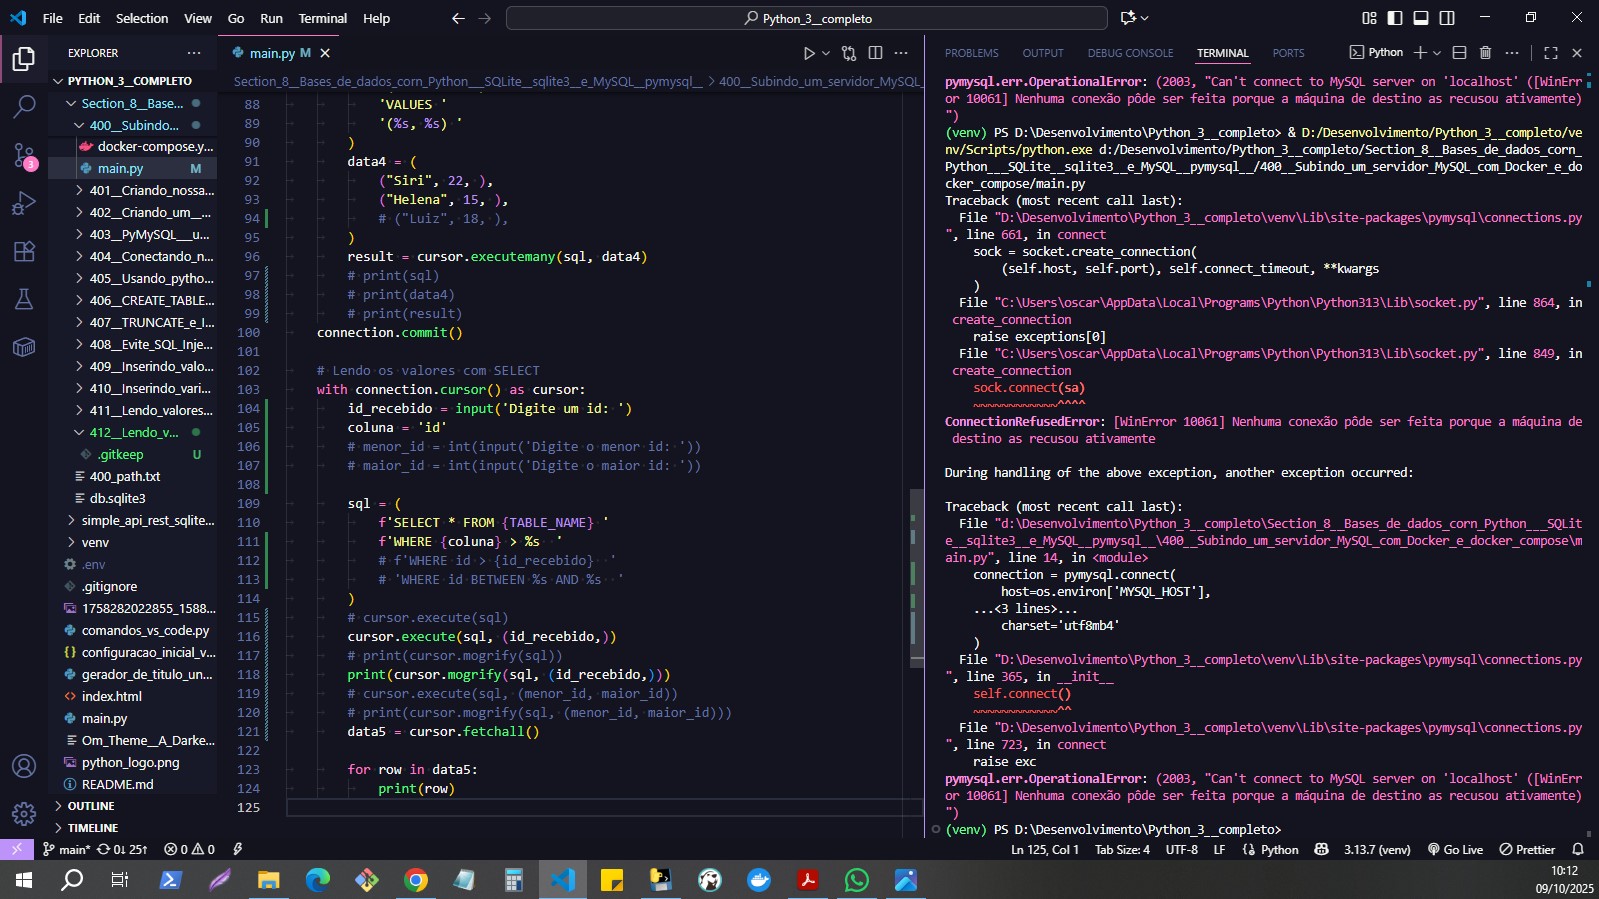 File Edit Selection View Go Run Terminal Help
Python_3__completo
EXPLORER
PYTHON_3__COMPLETO
Section_8__Base...
400__Subindo...
docker-compose.y...
main.py M
401__Criando_nossa...
402__Criando_um__...
403__PyMySQL___u...
404__Conectando_n...
405__Usando_pytho...
406__CREATE_TABLE...
407__TRUNCATE_e_I...
408__Evite_SQL_Inje...
409__Inserindo_valo...
410__Inserindo_vari...
411__Lendo_valores...
412__Lendo_v...
.gitkeep U
400_path.txt
db.sqlite3
simple_api_rest_sqlite...
venv
.env
.gitignore
1758282022855_1588...
comandos_vs_code.py
configuracao_inicial_v...
gerador_de_titulo_un...
index.html
main.py
Om_Theme__A_Darke...
python_logo.png
README.md
OUTLINE
TIMELINE
3
main.py M
Section_8__Bases_de_dados_corn_Python___SQLite__sqlite3__e_MySQL__pymysql__ > 400__Subindo_um_servidor_MySQL_
88 'VALUES '
89 '(%s, %s) '
90 )
91 data4 = (
92 ("Siri", 22, ),
93 ("Helena", 15, ),
94 # ("Luiz", 18, ),
95 )
96 result = cursor.executemany(sql, data4)
97 # print(sql)
98 # print(data4)
99 # print(result)
100 connection.commit()
101
102 # Lendo os valores com SELECT
103 with connection.cursor() as cursor:
104 id_recebido = input('Digite um id: ')
105 coluna = 'id'
106 # menor_id = int(input('Digite o menor id: '))
107 # maior_id = int(input('Digite o maior id: '))
108
109 sql = (
110 f'SELECT * FROM {TABLE_NAME} '
111 f'WHERE {coluna} > %s  '
112 # f'WHERE id > {id_recebido}  '
113 # 'WHERE id BETWEEN %s AND %s  '
114 )
115 # cursor.execute(sql)
116 cursor.execute(sql, (id_recebido,))
117 # print(cursor.mogrify(sql))
118 print(cursor.mogrify(sql, (id_recebido,)))
119 # cursor.execute(sql, (menor_id, maior_id))
120 # print(cursor.mogrify(sql, (menor_id, maior_id)))
121 data5 = cursor.fetchall()
122
123 for row in data5:
124 print(row)
125
PROBLEMS OUTPUT DEBUG CONSOLE TERMINAL PORTS Python
pymysql.err.OperationalError: (2003, "Can't connect to MySQL server on 'localhost' ([WinErr
or 10061] Nenhuma conexão pôde ser feita porque a máquina de destino as recusou ativamente)
")
(venv) PS D:\Desenvolvimento\Python_3__completo> & D:/Desenvolvimento/Python_3__completo/ve
nv/Scripts/python.exe d:/Desenvolvimento/Python_3__completo/Section_8__Bases_de_dados_corn_
Python___SQLite__sqlite3__e_MySQL__pymysql__/400__Subindo_um_servidor_MySQL_com_Docker_e_do
cker_compose/main.py
Traceback (most recent call last):
File "D:\Desenvolvimento\Python_3__completo\venv\Lib\site-packages\pymysql\connections.py
", line 661, in connect
sock = socket.create_connection(
(self.host, self.port), self.connect_timeout, **kwargs
)
File "C:\Users\oscar\AppData\Local\Programs\Python\Python313\Lib\socket.py", line 864, in
create_connection
raise exceptions[0]
File "C:\Users\oscar\AppData\Local\Programs\Python\Python313\Lib\socket.py", line 849, in
create_connection
sock.connect(sa)
~~~~~~~~~~~~^^^^
ConnectionRefusedError: [WinError 10061] Nenhuma conexão pôde ser feita porque a máquina de
destino as recusou ativamente

During handling of the above exception, another exception occurred:

Traceback (most recent call last):
File "d:\Desenvolvimento\Python_3__completo\Section_8__Bases_de_dados_corn_Python___SQLit
e__sqlite3__e_MySQL__pymysql__\400__Subindo_um_servidor_MySQL_com_Docker_e_docker_compose\m
ain.py", line 14, in <module>
connection = pymysql.connect(
host=os.environ['MYSQL_HOST'],
...<3 lines>...
charset='utf8mb4'
)
File "D:\Desenvolvimento\Python_3__completo\venv\Lib\site-packages\pymysql\connections.py
", line 365, in __init__
self.connect()
~~~~~~~~~~~~^^
File "D:\Desenvolvimento\Python_3__completo\venv\Lib\site-packages\pymysql\connections.py
", line 723, in connect
raise exc
pymysql.err.OperationalError: (2003, "Can't connect to MySQL server on 'localhost' ([WinErr
or 10061] Nenhuma conexão pôde ser feita porque a máquina de destino as recusou ativamente)
")
(venv) PS D:\Desenvolvimento\Python_3__completo>
main* 0↓ 25↑ 0 0 Ln 125, Col 1 Tab Size: 4 UTF-8 LF Python 3.13.7 (venv) Go Live Prettier
10:12
09/10/2025